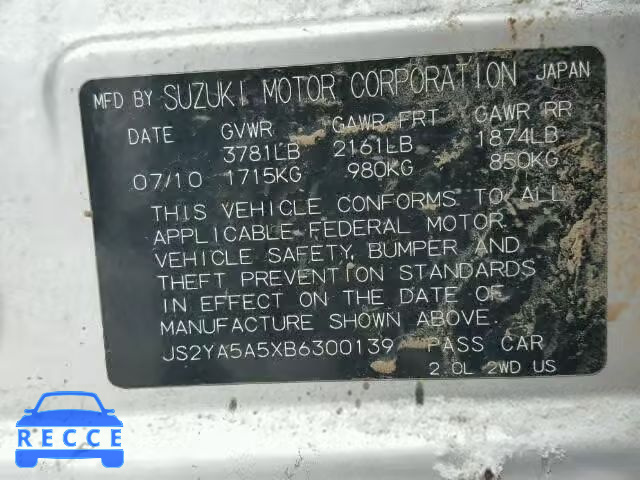 MFD BY SUZUKI MOTOR CORPORATION JAPAN
DATE GVWR GAWR FRT GAWR RR
3781LB 2161LB 1874LB
07/10 1715KG 980KG 850KG
THIS VEHICLE CONFORMS TO ALL
APPLICABLE FEDERAL MOTOR
VEHICLE SAFETY, BUMPER AND
THEFT PREVENTION STANDARDS
IN EFFECT ON THE DATE OF
MANUFACTURE SHOWN ABOVE.
JS2YA5A5XB6300139 PASS CAR
2.0L 2WD US
RECCE